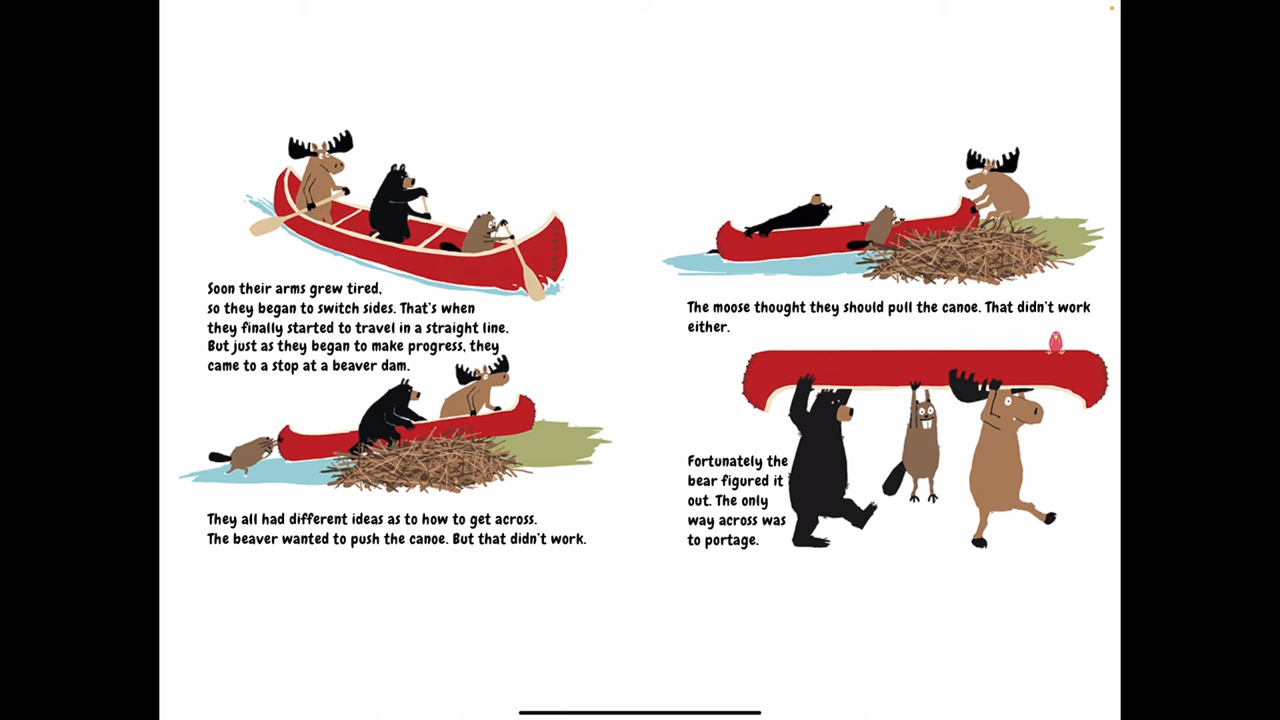 Soon their arms grew tired,
so they began to switch sides. That's when
they finally started to travel in a straight line.
But just as they began to make progress, they
came to a stop at a beaver dam.
They all had different ideas as to how to get across.
The beaver wanted to push the canoe. But that didn't work.
The moose thought they should pull the canoe. That didn't work
either.
Fortunately the
bear figured it
out. The only
way across was
to portage.